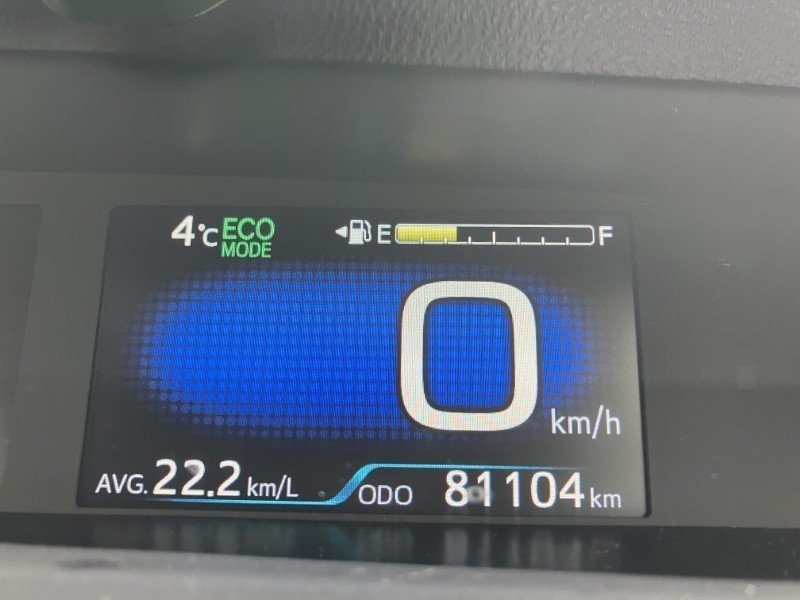 4°C ECO MODE E F
0 km/h
AVG. 22.2 km/L ODO 81104 km